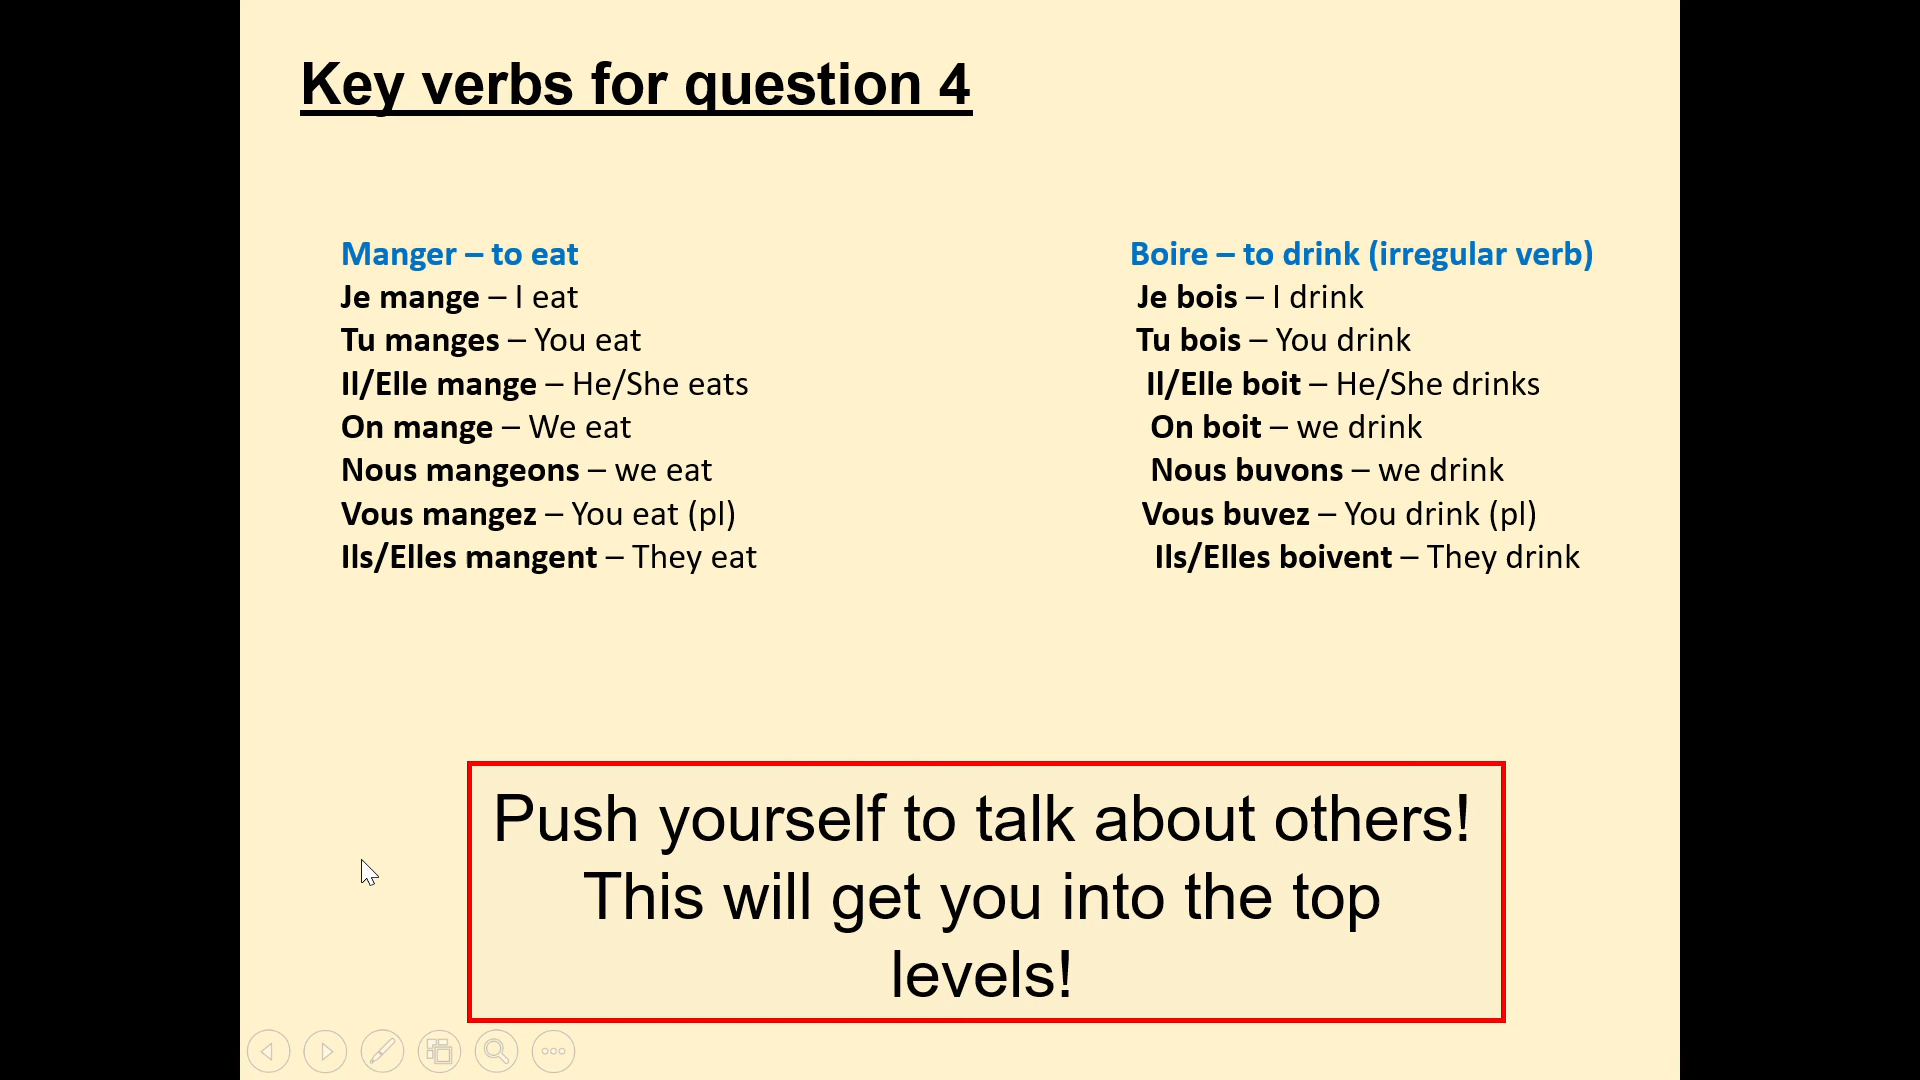 Key verbs for question 4
Manger – to eat
Je mange – I eat
Tu manges – You eat
Il/Elle mange – He/She eats
On mange – We eat
Nous mangeons – we eat
Vous mangez – You eat (pl)
Ils/Elles mangent – They eat
Boire – to drink (irregular verb)
Je bois – I drink
Tu bois – You drink
Il/Elle boit – He/She drinks
On boit – we drink
Nous buvons – we drink
Vous buvez – You drink (pl)
Ils/Elles boivent – They drink
Push yourself to talk about others!
This will get you into the top
levels!